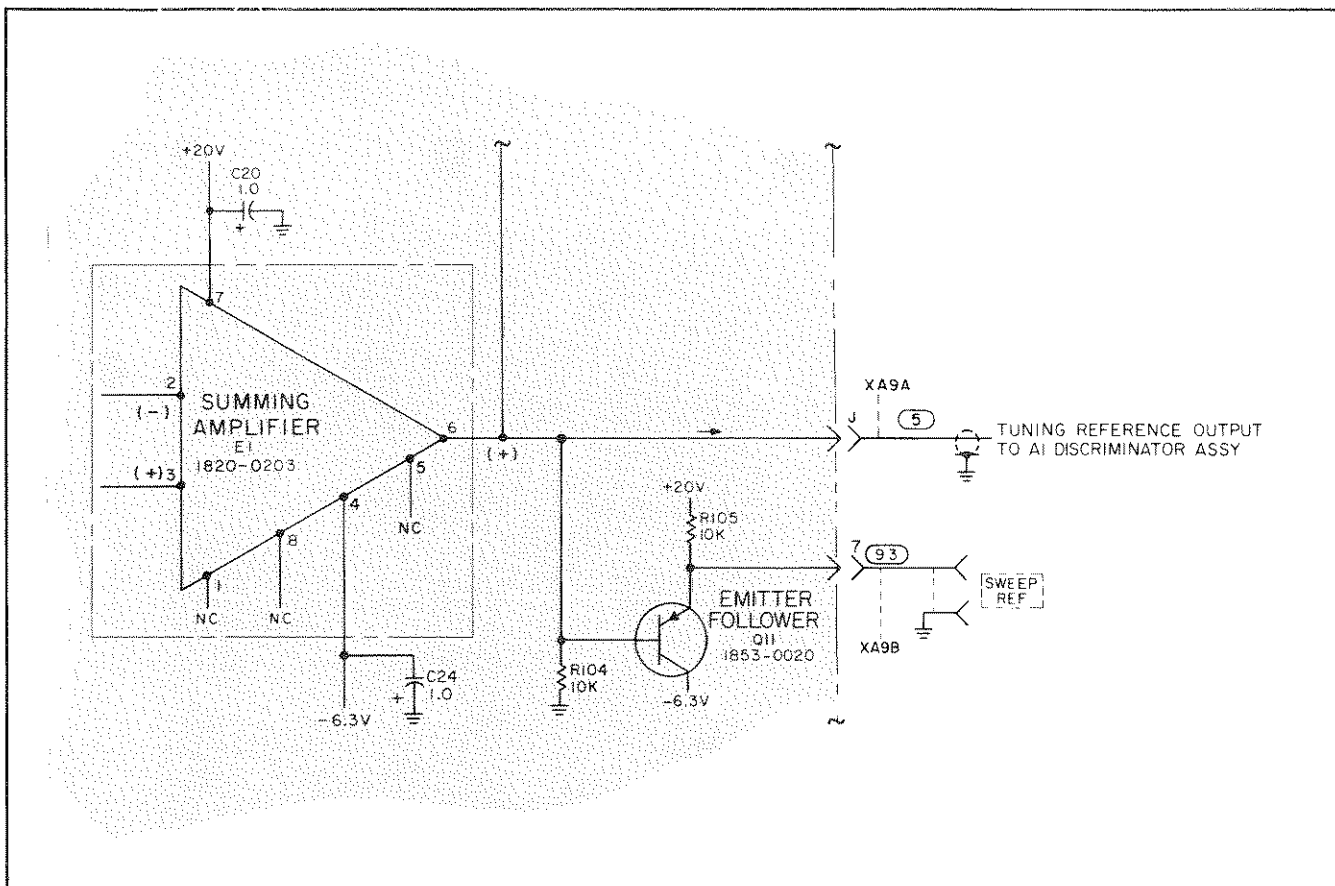 +20V
C20
1.0
+
7
2
(-)
SUMMING
AMPLIFIER
E1
1820-0203
(+)3
6
(+)
5
NC
4
8
1
NC
NC
C24
1.0
+
-6.3V
XA9A
J
5
TUNING REFERENCE OUTPUT
TO A1 DISCRIMINATOR ASSY
+20V
R105
10K
7
93
SWEEP
REF
XA9B
EMITTER
FOLLOWER
Q11
1853-0020
R104
10K
-6.3V